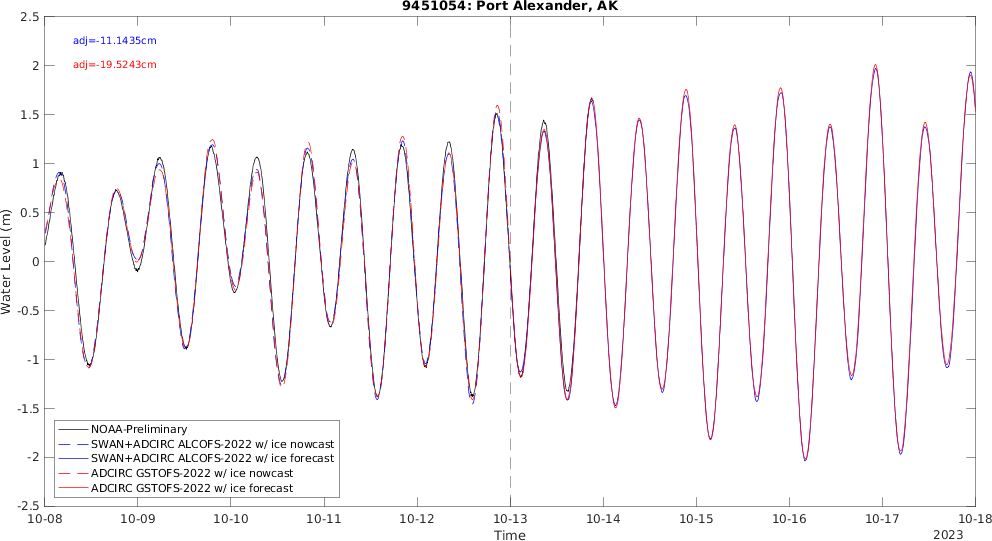 9451054: Port Alexander, AK
adj=-11.1435cm
adj=-19.5243cm
Water Level (m)
2.5
2
1.5
1
0.5
0
-0.5
-1
-1.5
-2
-2.5
NOAA-Preliminary
SWAN+ADCIRC ALCOFS-2022 w/ ice nowcast
SWAN+ADCIRC ALCOFS-2022 w/ ice forecast
ADCIRC GSTOFS-2022 w/ ice nowcast
ADCIRC GSTOFS-2022 w/ ice forecast
10-08 10-09 10-10 10-11 10-12 10-13 10-14 10-15 10-16 10-17 10-18
Time
2023